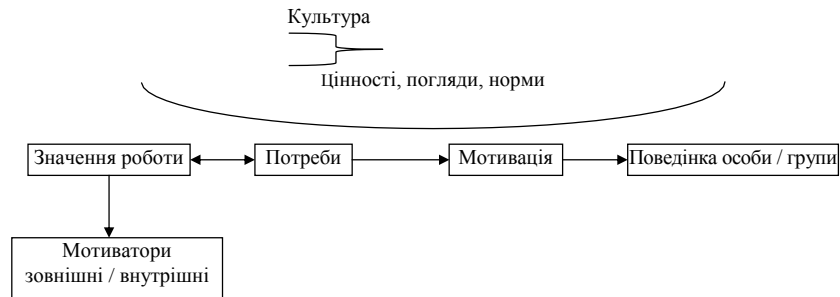 Культура
Цінності, погляди, норми
Значення роботи
Потреби
Мотивація
Поведінка особи / групи
Мотиватори
зовнішні / внутрішні